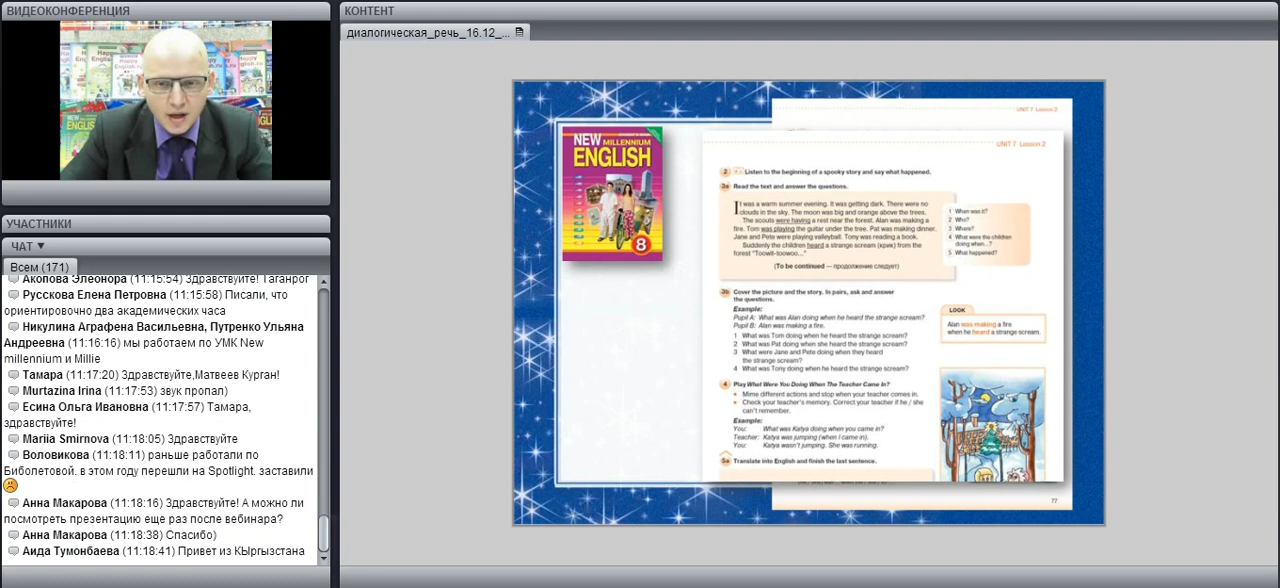 ВИДЕОКОНФЕРЕНЦИЯ
УЧАСТНИКИ
ЧАТ ▼
Всем (171)
Акопова Элеонора (11:15:54) Здравствуйте! Таганрог
Русскова Елена Петровна (11:15:58) Писали, что
ориентировочно два академических часа
Никулина Аграфена Васильевна, Путренко Ульяна
Андреевна (11:16:16) мы работаем по УМК New
millennium и Millie
Тамара (11:17:20) Здравствуйте,Матвеев Курган!
Murtazina Irina (11:17:53) звук пропал)
Есина Ольга Ивановна (11:17:57) Тамара,
здравствуйте!
Mariia Smirnova (11:18:05) Здравствуйте
Воловикова (11:18:11) раньше работали по
Биболетовой. в этом году перешли на Spotlight. заставили
Анна Макарова (11:18:16) Здравствуйте! А можно ли
посмотреть презентацию еще раз после вебинара?
Анна Макарова (11:18:38) Спасибо)
Аида Тумонбаева (11:18:41) Привет из КЫргызстана
КОНТЕНТ
диалогическая_речь_16.12_...
NEW MILLENNIUM
ENGLISH
8
UNIT 7 Lesson 2
UNIT 7 Lesson 2
2 Listen to the beginning of a spooky story and say what happened.
3a Read the text and answer the questions.
It was a warm summer evening. It was getting dark. There were no
clouds in the sky. The moon was big and orange above the trees.
The scouts were having a rest near the forest. Alan was making a
fire. Tom was playing the guitar under the tree. Pat was making dinner.
Jane and Pete were playing valleyball. Tony was reading a book.
Suddenly the children heard a strange scream (крик) from the
forest "Toowit-towoo..."
(To be continued — продолжение следует)
1 When was it?
2 Who?
3 Where?
4 What were the children
doing when...?
5 What happened?
3b Cover the picture and the story. In pairs, ask and answer
the questions.
Example:
Pupil A: What was Alan doing when he heard the strange scream?
Pupil B: Alan was making a fire.
1 What was Tom doing when he heard the strange scream?
2 What was Pat doing when she heard the strange scream?
3 What were Jane and Pete doing when they heard
the strange scream?
4 What was Tony doing when he heard the strange scream?
LOOK
Alan was making a fire
when he heard a strange scream.
4 Play What Were You Doing When The Teacher Came In?
• Mime different actions and stop when your teacher comes in.
• Check your teacher's memory. Correct your teacher if he / she
can't remember.
Example:
You: What was Katya doing when you came in?
Teacher: Katya was jumping (when I came in).
You: Katya wasn't jumping. She was running.
5a Translate into English and finish the last sentence.
77